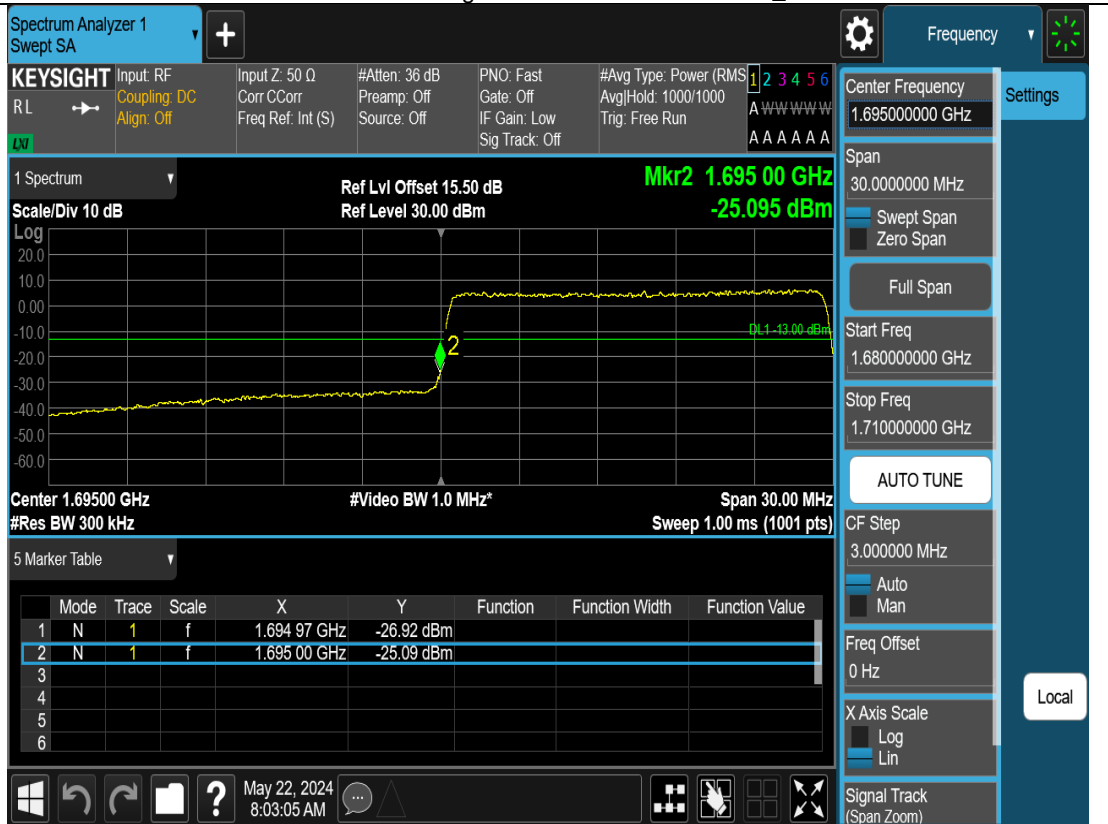 Spectrum Analyzer 1
Swept SA
Frequency
KEYSIGHT
RL
LXI
Input: RF
Coupling: DC
Align: Off
Input Z: 50 Ω
Corr CCorr
Freq Ref: Int (S)
#Atten: 36 dB
Preamp: Off
Source: Off
PNO: Fast
Gate: Off
IF Gain: Low
Sig Track: Off
#Avg Type: Power (RMS
Avg|Hold: 1000/1000
Trig: Free Run
1 2 3 4 5 6
A W W W W W
A A A A A A
1 Spectrum
Scale/Div 10 dB
Ref Lvl Offset 15.50 dB
Ref Level 30.00 dBm
Mkr2 1.695 00 GHz
-25.095 dBm
Log
20.0
10.0
0.00
-10.0
-20.0
-30.0
-40.0
-50.0
-60.0
DL1 -13.00 dBm
2
Center 1.69500 GHz
#Res BW 300 kHz
#Video BW 1.0 MHz*
Span 30.00 MHz
Sweep 1.00 ms (1001 pts)
5 Marker Table
Mode Trace Scale X Y Function Function Width Function Value
1 N 1 f 1.694 97 GHz -26.92 dBm
2 N 1 f 1.695 00 GHz -25.09 dBm
3
4
5
6
May 22, 2024
8:03:05 AM
Center Frequency
1.695000000 GHz
Settings
Span
30.0000000 MHz
Swept Span
Zero Span
Full Span
Start Freq
1.680000000 GHz
Stop Freq
1.710000000 GHz
AUTO TUNE
CF Step
3.000000 MHz
Auto
Man
Freq Offset
0 Hz
X Axis Scale
Log
Lin
Local
Signal Track
(Span Zoom)